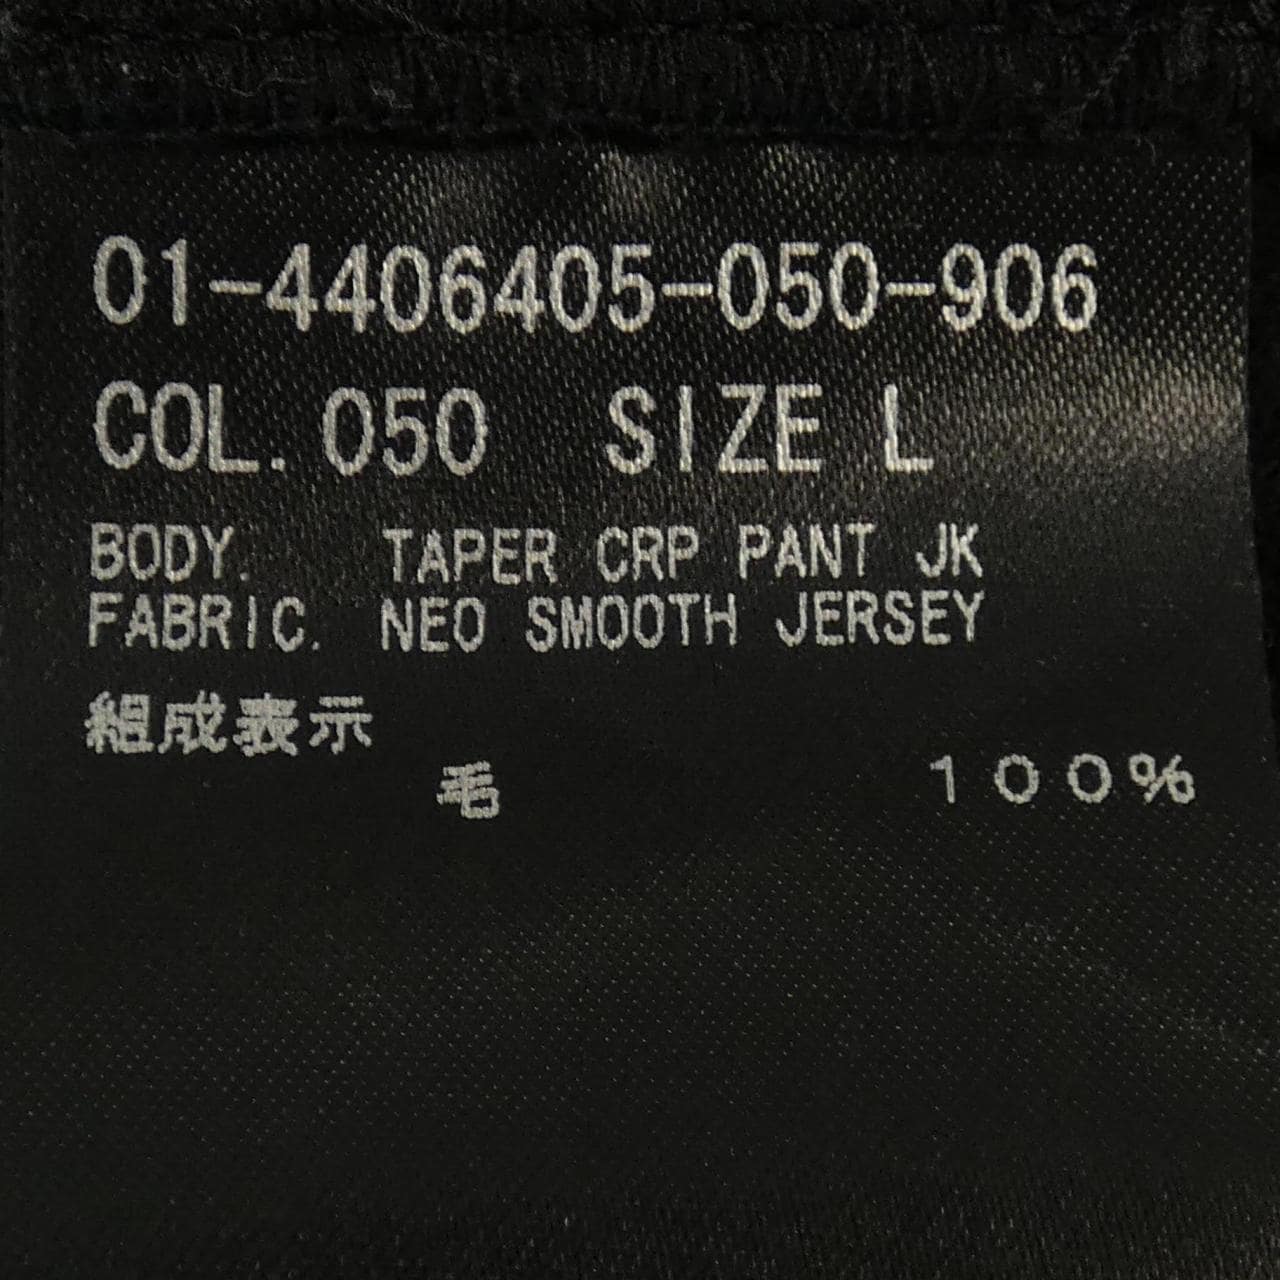 01-4406405-050-906
COL. 050 SIZE L
BODY. TAPER CRP PANT JK
FABRIC. NEO SMOOTH JERSEY
組成表示
毛 100%